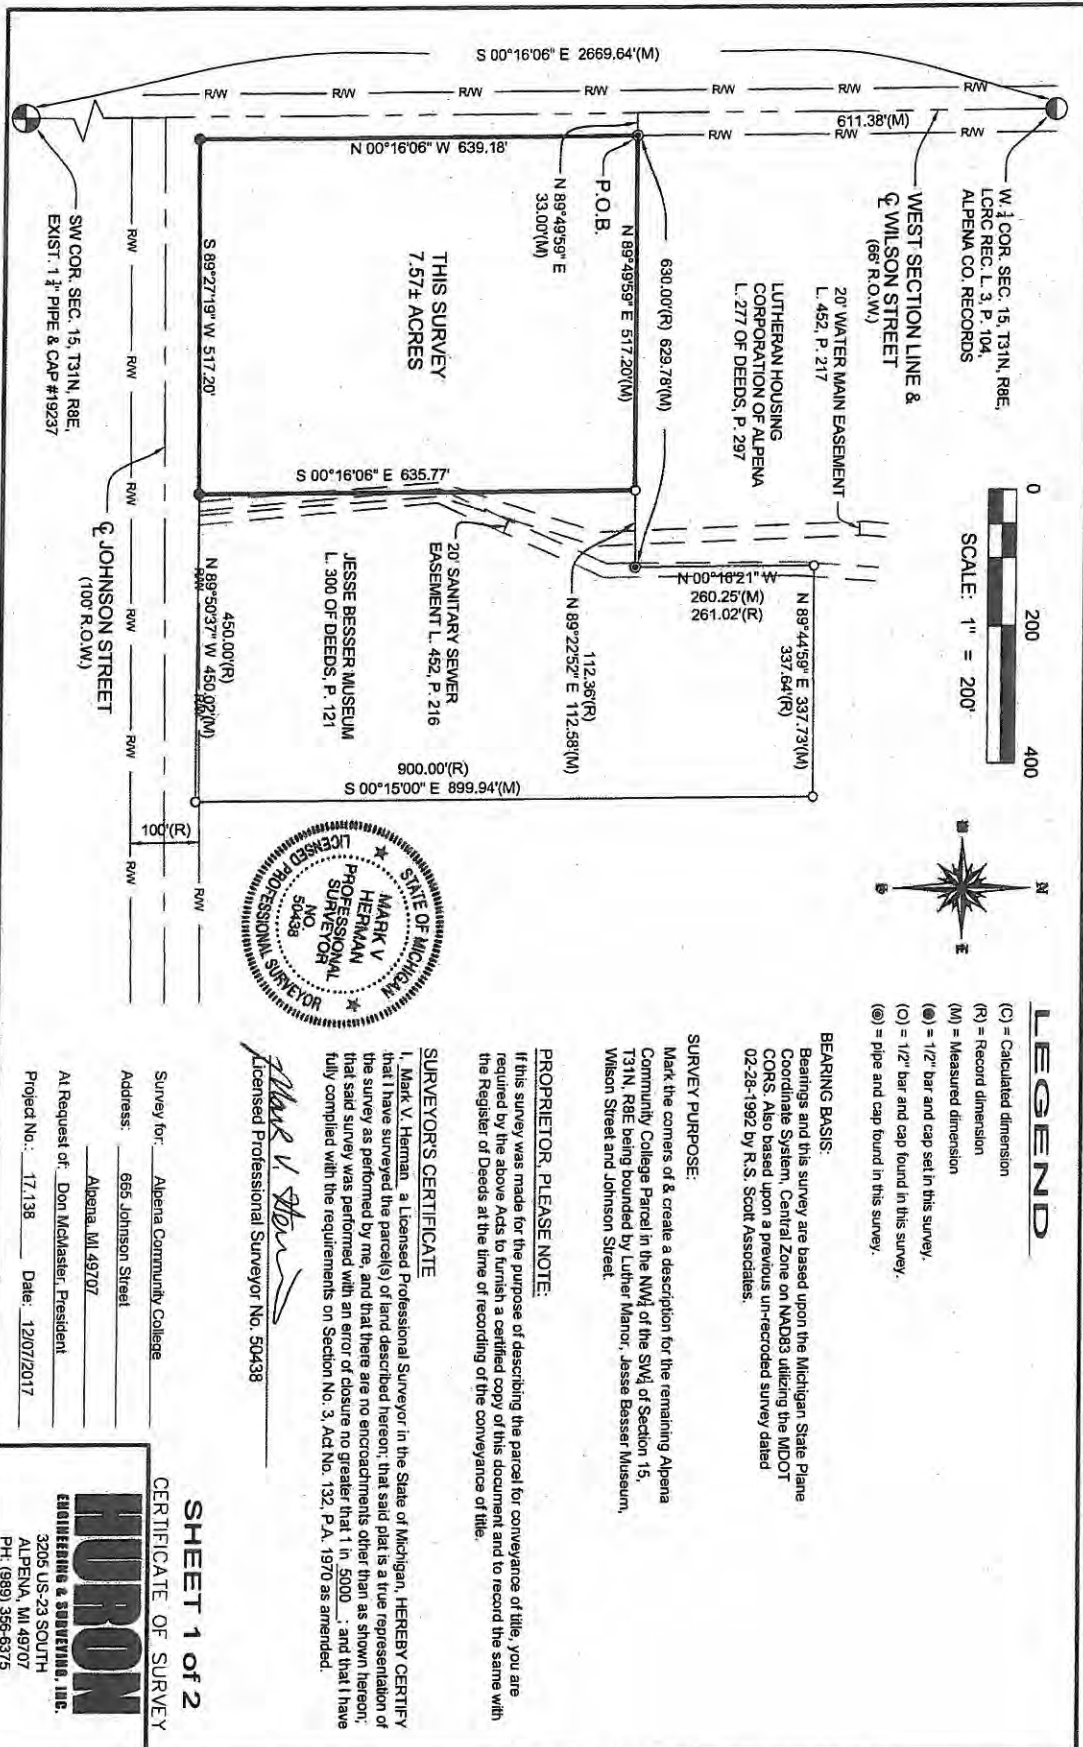 S 00°16'06" E 2669.64'(M)
R/W R/W R/W R/W R/W R/W
611.38'(M)
R/W R/W R/W
W. 1/4 COR. SEC. 15, T31N, R8E,
LCRC REC. L. 3, P. 104,
ALPENA CO. RECORDS
WEST SECTION LINE &
℄ WILSON STREET
(66' R.O.W.)
20' WATER MAIN EASEMENT
L. 452, P. 217
LUTHERAN HOUSING
CORPORATION OF ALPENA
L. 277 OF DEEDS, P. 297
630.00'(R) 629.78'(M)
N 89°49'59" E 517.20'(M)
P.O.B.
N 89°49'59" E
33.00'(M)
N 00°16'06" W 639.18'
THIS SURVEY
7.57± ACRES
S 89°27'19" W 517.20'
S 00°16'06" E 635.77'
SW COR. SEC. 15, T31N, R8E,
EXIST. 1 1/4" PIPE & CAP #19237
R/W R/W R/W R/W R/W R/W
℄ JOHNSON STREET
(100' R.O.W.)
0 200 400
SCALE: 1" = 200'
N
N 89°44'59" E 337.73'(M)
337.64'(R)
N 00°16'21" W
260.25'(M)
261.02'(R)
112.36'(R)
N 89°22'52" E 112.58'(M)
20' SANITARY SEWER
EASEMENT L. 452, P. 216
JESSE BESSER MUSEUM
L. 300 OF DEEDS, P. 121
450.00'(R)
N 89°50'37" W 450.02'(M)
R/W R/W R/W
900.00'(R)
S 00°15'00" E 899.94'(M)
100'(R)
STATE OF MICHIGAN
MARK V
HERMAN
PROFESSIONAL
SURVEYOR
NO.
50438
LICENSED PROFESSIONAL SURVEYOR
LEGEND
(C) = Calculated dimension
(R) = Record dimension
(M) = Measured dimension
(●) = 1/2" bar and cap set in this survey.
(O) = 1/2" bar and cap found in this survey.
(◎) = pipe and cap found in this survey.
BEARING BASIS:
Bearings and this survey are based upon the Michigan State Plane
Coordinate System, Central Zone on NAD83 utilizing the MDOT
CORS. Also based upon a previous un-recroded survey dated
02-28-1992 by R.S. Scott Associates.
SURVEY PURPOSE:
Mark the corners of & create a description for the remaining Alpena
Community College Parcel in the NW1/4 of the SW1/4 of Section 15,
T31N, R8E being bounded by Luther Manor, Jesse Besser Museum,
Wilson Street and Johnson Street.
PROPRIETOR, PLEASE NOTE:
If this survey was made for the purpose of describing the parcel for conveyance of title, you are
required by the above Acts to furnish a certified copy of this document and to record the same with
the Register of Deeds at the time of recording of the conveyance of title.
SURVEYOR'S CERTIFICATE
I, Mark V. Herman, a Licensed Professional Surveyor in the State of Michigan, HEREBY CERTIFY
that I have surveyed the parcel(s) of land described hereon; that said plat is a true representation of
the survey as performed by me, and that there are no encroachments other than as shown hereon;
that said survey was performed with an error of closure no greater that 1 in 5000 ; and that I have
fully complied with the requirements on Section No. 3, Act No. 132, P.A. 1970 as amended.
Mark V. Herman
Licensed Professional Surveyor No. 50438
Survey for: Alpena Community College
Address: 665 Johnson Street
Alpena, MI 49707
At Request of: Don McMaster, President
Project No.: 17.138 Date: 12/07/2017
SHEET 1 of 2
CERTIFICATE OF SURVEY
HURON
ENGINEERING & SURVEYING, INC.
3205 US-23 SOUTH
ALPENA, MI 49707
PH: (989) 356-6375